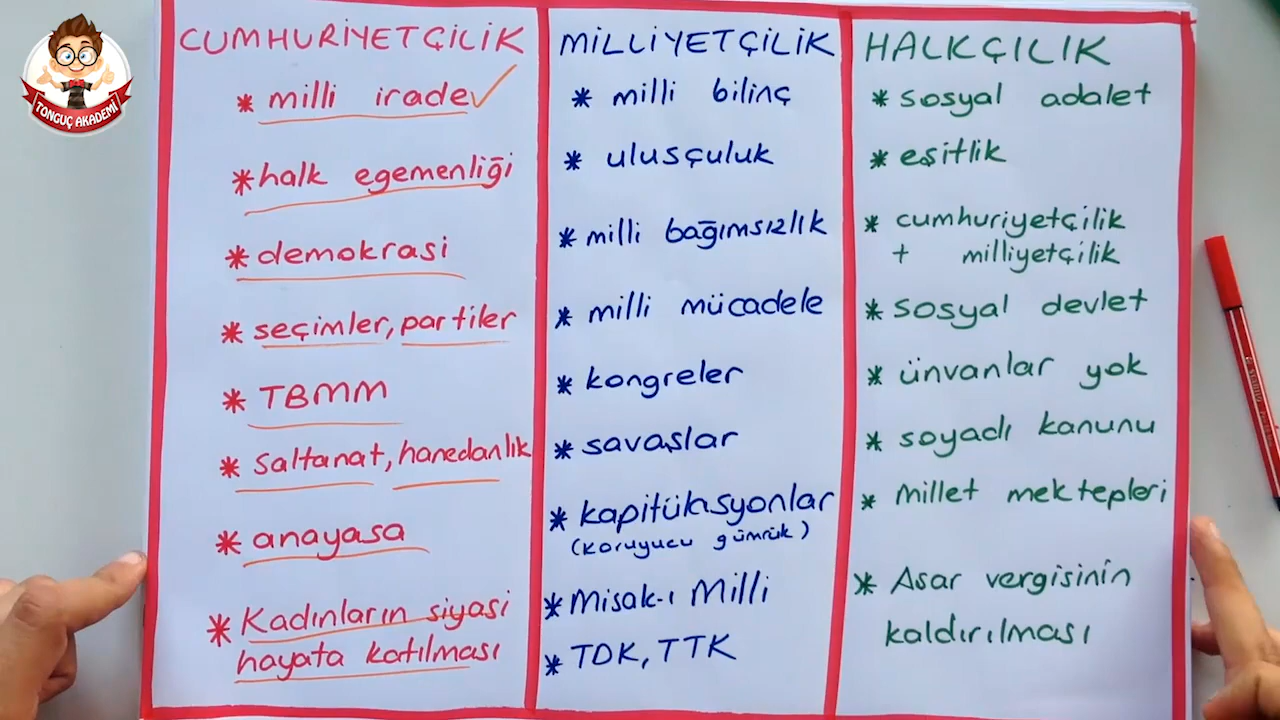 TONGUÇ AKADEMİ
CUMHURİYETÇİLİK
* milli irade✓
* halk egemenliği
* demokrasi
* seçimler, partiler
* TBMM
* saltanat, hanedanlık
* anayasa
* Kadınların siyasi
hayata katılması
MİLLİYETÇİLİK
* milli bilinç
* ulusçuluk
* milli bağımsızlık
* milli mücadele
* kongreler
* savaşlar
* kapitülasyonlar
(koruyucu gümrük)
* Misak-ı Milli
* TDK, TTK
HALKÇILIK
* sosyal adalet
* eşitlik
* cumhuriyetçilik
+ milliyetçilik
* sosyal devlet
* ünvanlar yok
* soyadı kanunu
* millet mektepleri
* Aşar vergisinin
kaldırılması